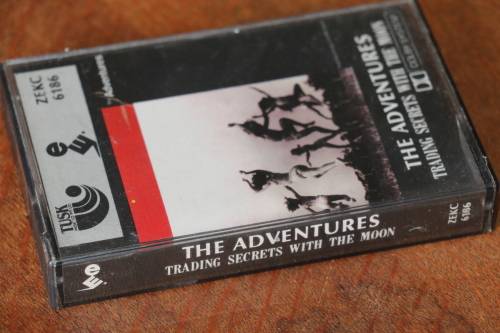 ZEKC
6186
TUSK
Adventures
THE ADVENTURES
TRADING SECRETS WITH THE MOON
THE ADVENTURES
TRADING SECRETS WITH THE MOON
ZEKC
6186